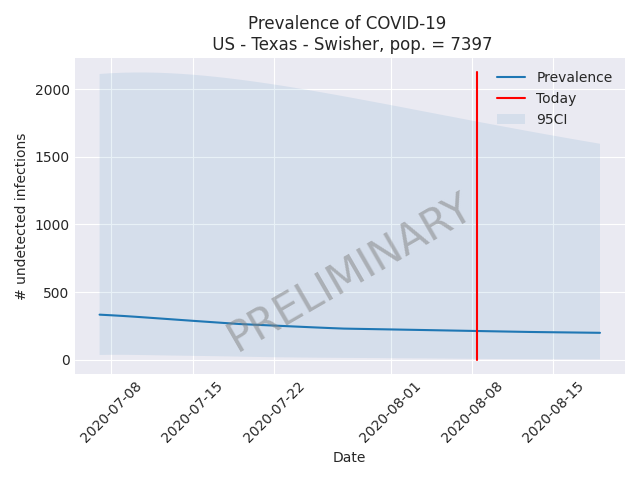 Prevalence of COVID-19
US - Texas - Swisher, pop. = 7397
Prevalence
Today
95CI
# undetected infections
2000
1500
1000
500
0
PRELIMINARY
2020-07-08
2020-07-15
2020-07-22
2020-08-01
2020-08-08
2020-08-15
Date